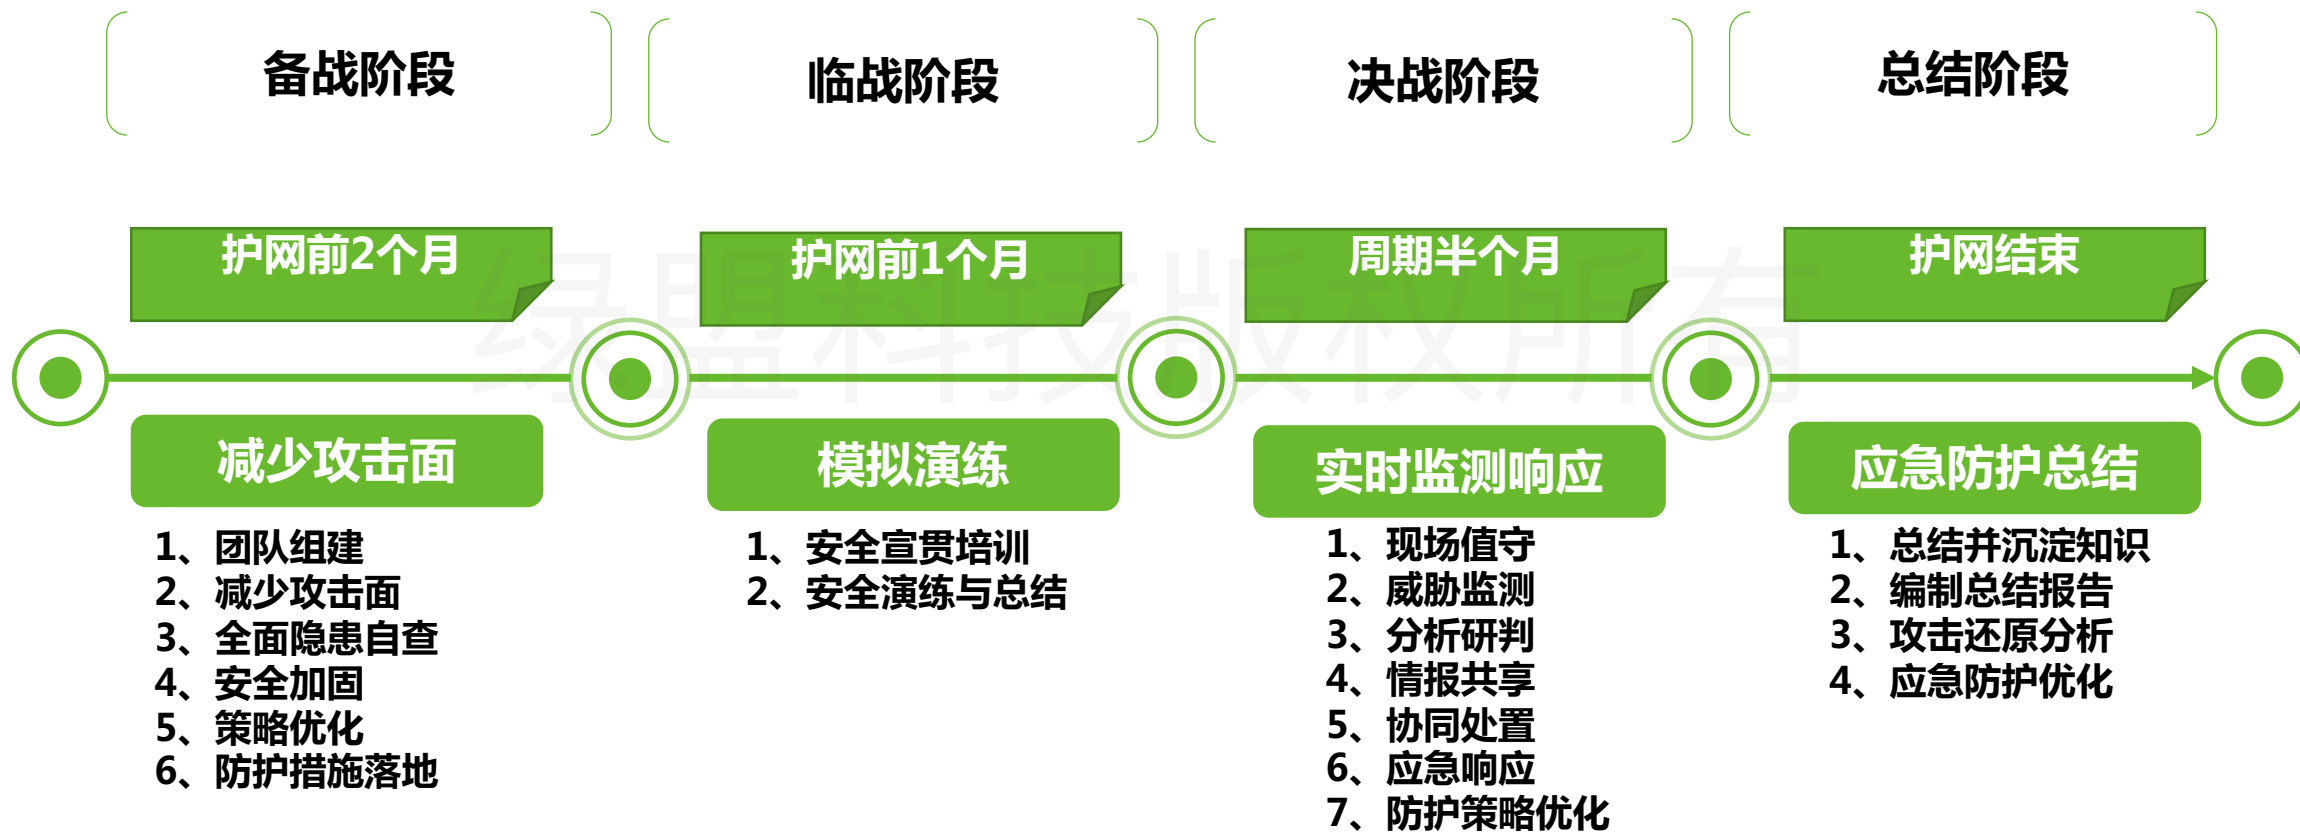 备战阶段
临战阶段
决战阶段
总结阶段
护网前2个月
护网前1个月
周期半个月
护网结束
绿盟科技版权所有
减少攻击面
模拟演练
实时监测响应
应急防护总结
1、团队组建
2、减少攻击面
3、全面隐患自查
4、安全加固
5、策略优化
6、防护措施落地
1、安全宣贯培训
2、安全演练与总结
1、现场值守
2、威胁监测
3、分析研判
4、情报共享
5、协同处置
6、应急响应
7、防护策略优化
1、总结并沉淀知识
2、编制总结报告
3、攻击还原分析
4、应急防护优化